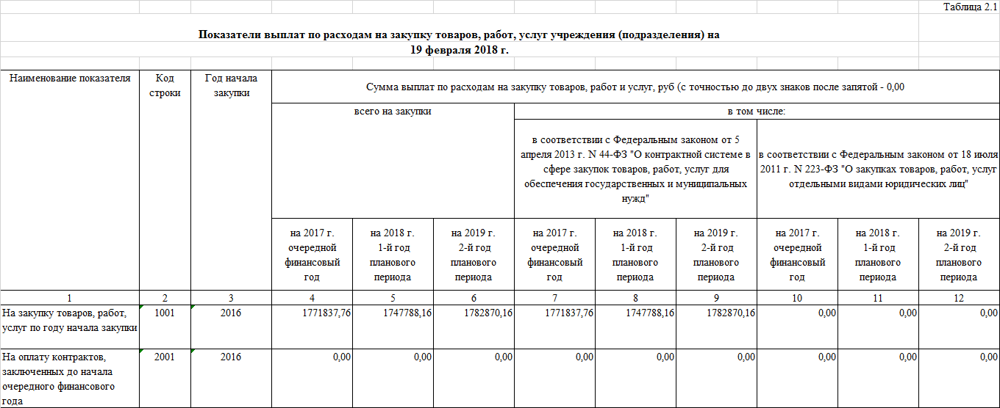 Таблица 2.1
Показатели выплат по расходам на закупку товаров, работ, услуг учреждения (подразделения) на
19 февраля 2018 г.
Наименование показателя
Код
строки
Год начала
закупки
Сумма выплат по расходам на закупку товаров, работ и услуг, руб (с точностью до двух знаков после запятой - 0,00
всего на закупки
в том числе:
в соответствии с Федеральным законом от 5
апреля 2013 г. N 44-ФЗ "О контрактной системе в
сфере закупок товаров, работ, услуг для
обеспечения государственных и муниципальных
нужд"
в соответствии с Федеральным законом от 18 июля
2011 г. N 223-ФЗ "О закупках товаров, работ, услуг
отдельными видами юридических лиц"
на 2017 г.
очередной
финансовый
год
на 2018 г.
1-й год
планового
периода
на 2019 г.
2-й год
планового
периода
на 2017 г.
очередной
финансовый
год
на 2018 г.
1-й год
планового
периода
на 2019 г.
2-й год
планового
периода
на 2017 г.
очередной
финансовый
год
на 2018 г.
1-й год
планового
периода
на 2019 г.
2-й год
планового
периода
1 2 3 4 5 6 7 8 9 10 11 12
На закупку товаров, работ,
услуг по году начала закупки
1001 2016 1771837,76 1747788,16 1782870,16 1771837,76 1747788,16 1782870,16 0,00 0,00 0,00
На оплату контрактов,
заключенных до начала
очередного финансового
года
2001 2016 0,00 0,00 0,00 0,00 0,00 0,00 0,00 0,00 0,00